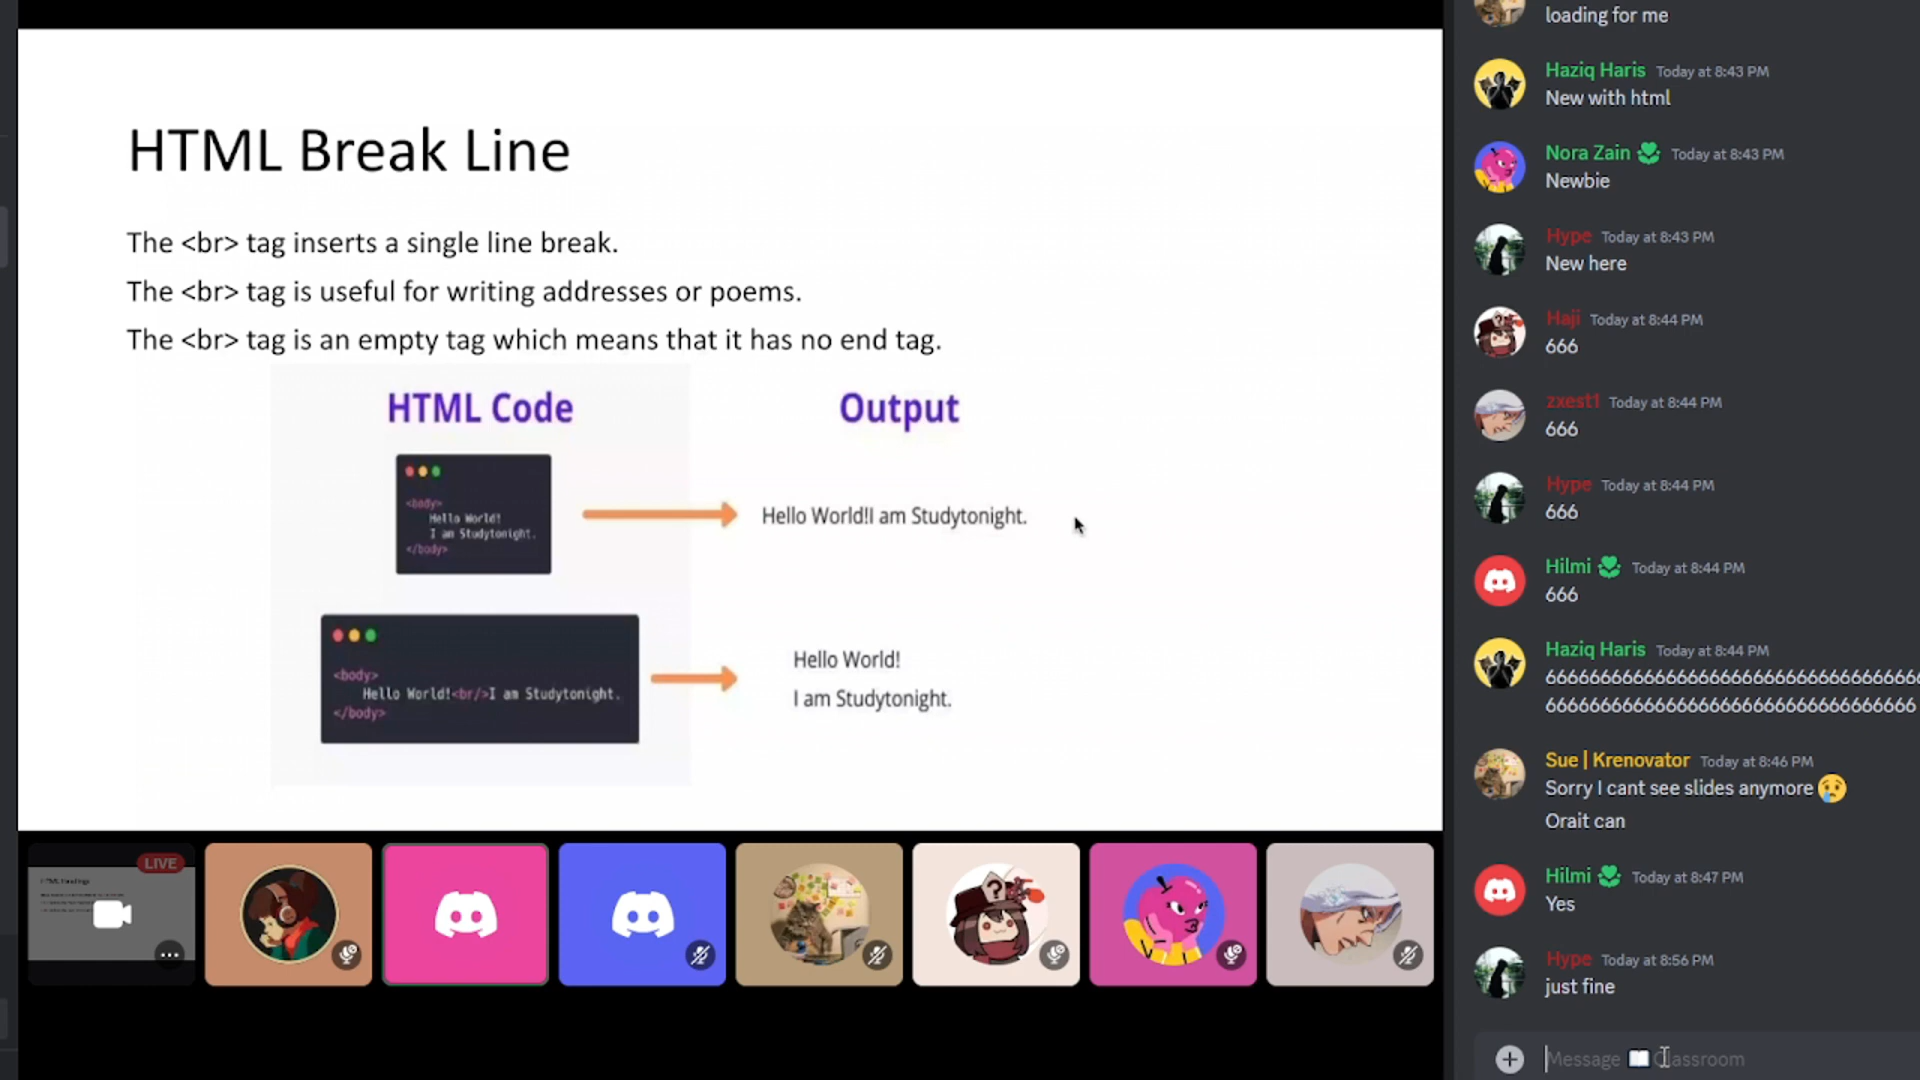 HTML Break Line
The <br> tag inserts a single line break.
The <br> tag is useful for writing addresses or poems.
The <br> tag is an empty tag which means that it has no end tag.
HTML Code
Output
<body>
Hello World!
I am Studytonight.
</body>
Hello World!I am Studytonight.
<body>
Hello World!<br/>I am Studytonight.
</body>
Hello World!
I am Studytonight.
LIVE
loading for me
Haziq Haris Today at 8:43 PM
New with html
Nora Zain Today at 8:43 PM
Newbie
Hype Today at 8:43 PM
New here
Haji Today at 8:44 PM
666
zxest1 Today at 8:44 PM
666
Hype Today at 8:44 PM
666
Hilmi Today at 8:44 PM
666
Haziq Haris Today at 8:44 PM
Sue | Krenovator Today at 8:46 PM
Sorry I cant see slides anymore 😢
Orait can
Hilmi Today at 8:47 PM
Yes
Hype Today at 8:56 PM
just fine
Message 📖 Classroom